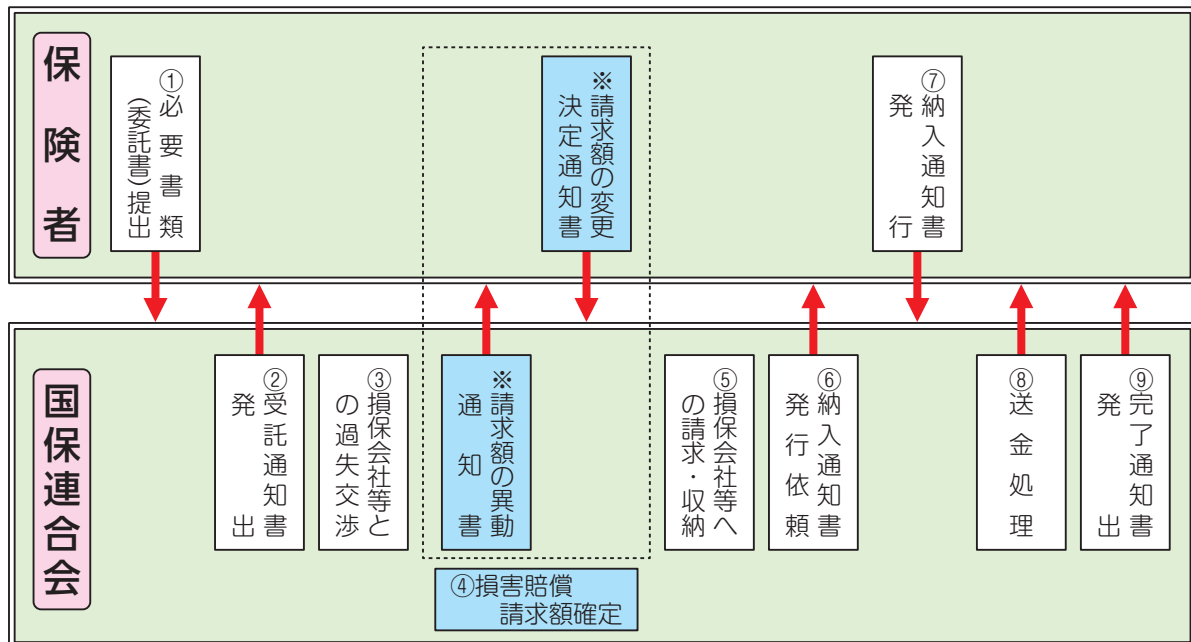 保険者
①必要書類
(委託書)提出
※請求額の変更
決定通知書
⑦納入通知書
発行
国保連合会
②受託通知書
発出
③損保会社等と
の過失交渉
※請求額の異動
通知書
④損害賠償
請求額確定
⑤損保会社等へ
の請求・収納
⑥納入通知書
発行依頼
⑧送金処理
⑨完了通知書
発出